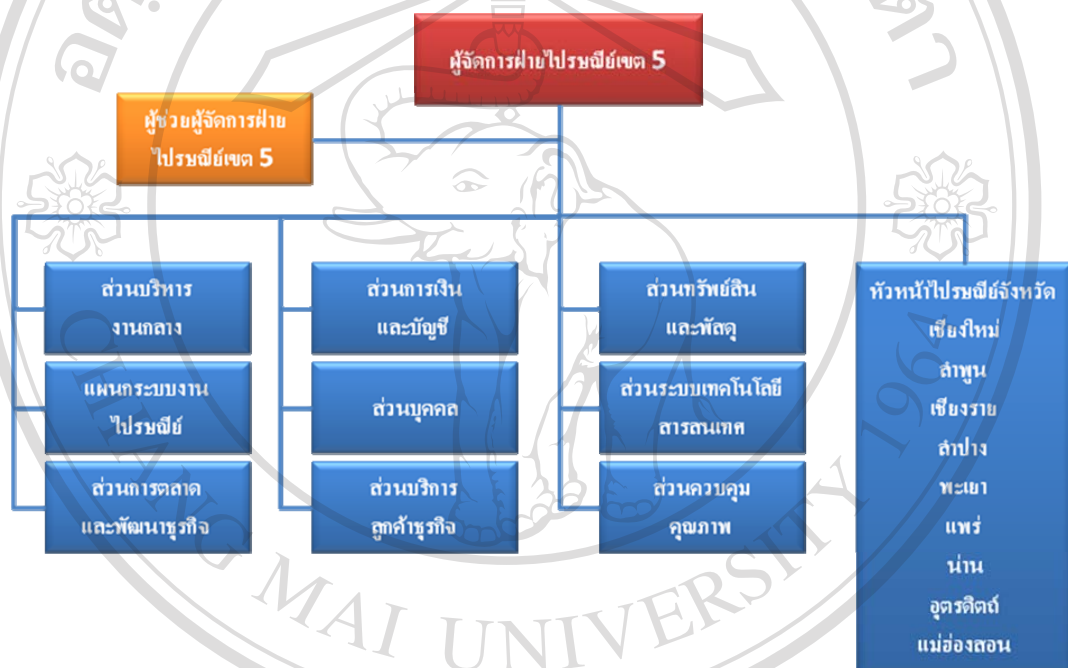 ผู้จัดการฝ่ายไปรษณีย์เขต 5
ผู้ช่วยผู้จัดการฝ่าย
ไปรษณีย์เขต 5
ส่วนบริหาร
งานกลาง
ส่วนการเงิน
และบัญชี
ส่วนทรัพย์สิน
และพัสดุ
แผนกระบบงาน
ไปรษณีย์
ส่วนบุคคล
ส่วนระบบเทคโนโลยี
สารสนเทศ
ส่วนการตลาด
และพัฒนาธุรกิจ
ส่วนบริการ
ลูกค้าธุรกิจ
ส่วนควบคุม
คุณภาพ
หัวหน้าไปรษณีย์จังหวัด
เชียงใหม่
ลำพูน
เชียงราย
ลำปาง
พะเยา
แพร่
น่าน
อุตรดิตถ์
แม่ฮ่องสอน
CHIANG MAI UNIVERSITY 1964